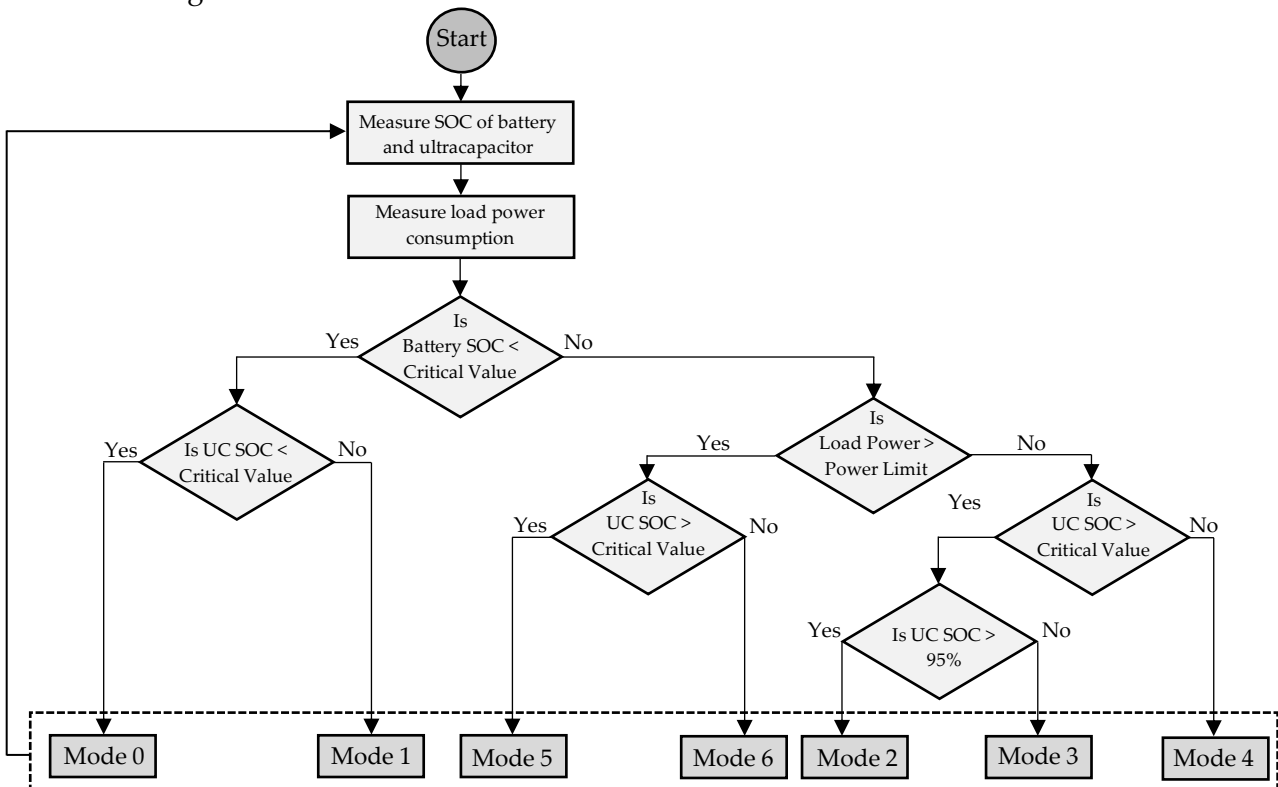 Start
Measure SOC of battery
and ultracapacitor
Measure load power
consumption
Is
Battery SOC <
Critical Value
Yes
No
Is UC SOC <
Critical Value
Yes
No
Is
Load Power >
Power Limit
Yes
No
Is
UC SOC >
Critical Value
Yes
No
Is
UC SOC >
Critical Value
Yes
No
Is UC SOC >
95%
Yes
No
Mode 0
Mode 1
Mode 5
Mode 6
Mode 2
Mode 3
Mode 4